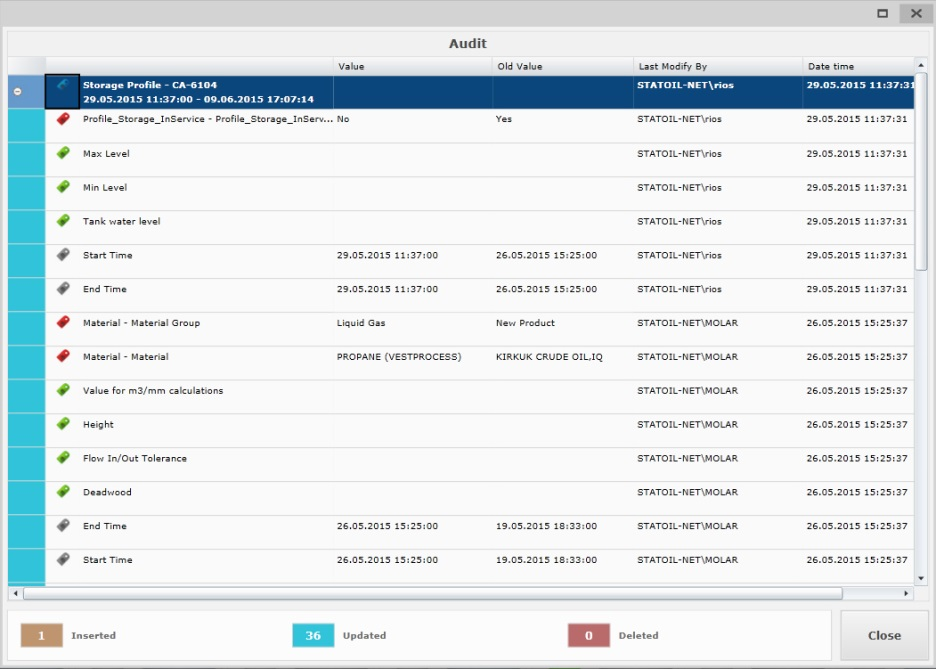 Audit
Value Old Value Last Modify By Date time
Storage Profile - CA-6104 STATOIL-NET\rios 29.05.2015 11:37:31
29.05.2015 11:37:00 - 09.06.2015 17:07:14
Profile_Storage_InService - Profile_Storage_InServ... No Yes STATOIL-NET\rios 29.05.2015 11:37:31
Max Level STATOIL-NET\rios 29.05.2015 11:37:31
Min Level STATOIL-NET\rios 29.05.2015 11:37:31
Tank water level STATOIL-NET\rios 29.05.2015 11:37:31
Start Time 29.05.2015 11:37:00 26.05.2015 15:25:00 STATOIL-NET\rios 29.05.2015 11:37:31
End Time 29.05.2015 11:37:00 26.05.2015 15:25:00 STATOIL-NET\rios 29.05.2015 11:37:31
Material - Material Group Liquid Gas New Product STATOIL-NET\MOLAR 26.05.2015 15:25:37
Material - Material PROPANE (VESTPROCESS) KIRKUK CRUDE OIL,IQ STATOIL-NET\MOLAR 26.05.2015 15:25:37
Value for m3/mm calculations STATOIL-NET\MOLAR 26.05.2015 15:25:37
Height STATOIL-NET\MOLAR 26.05.2015 15:25:37
Flow In/Out Tolerance STATOIL-NET\MOLAR 26.05.2015 15:25:37
Deadwood STATOIL-NET\MOLAR 26.05.2015 15:25:37
End Time 26.05.2015 15:25:00 19.05.2015 18:33:00 STATOIL-NET\MOLAR 26.05.2015 15:25:37
Start Time 26.05.2015 15:25:00 19.05.2015 18:33:00 STATOIL-NET\MOLAR 26.05.2015 15:25:37
1 Inserted 36 Updated 0 Deleted Close